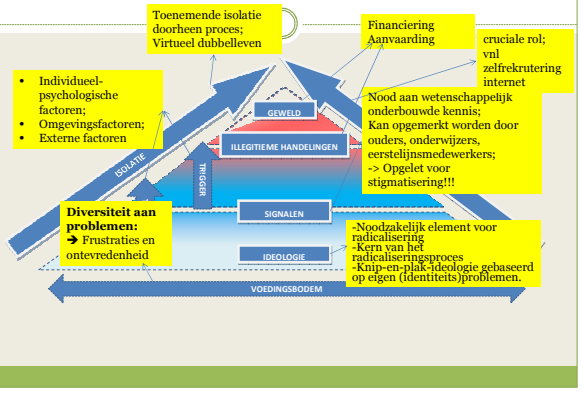 Toenemende isolatie
doorheen proces;
Virtueel dubbelleven
Financiering
Aanvaarding
cruciale rol;
vnl
zelfrekrutering
internet
• Individueel-
psychologische
factoren;
• Omgevingsfactoren;
• Externe factoren
Nood aan wetenschappelijk
onderbouwde kennis;
Kan opgemerkt worden door
ouders, onderwijzers,
eerstelijnsmedewerkers;
-> Opgelet voor
stigmatisering!!!
GEWELD
ILLEGITIEME HANDELINGEN
ISOLATIE
TRIGGER
SIGNALEN
Diversiteit aan
problemen:
➔ Frustraties en
ontevredenheid
-Noodzakelijk element voor
radicalisering
-Kern van het
radicaliseringsproces
-Knip-en-plak-ideologie gebaseerd
op eigen (identiteits)problemen.
IDEOLOGIE
VOEDINGSBODEM